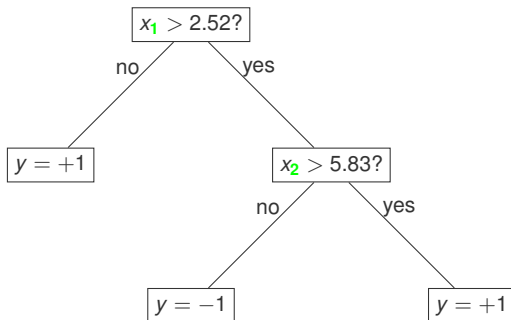 x₁ > 2.52?
no
yes
y = +1
x₂ > 5.83?
no
yes
y = −1
y = +1